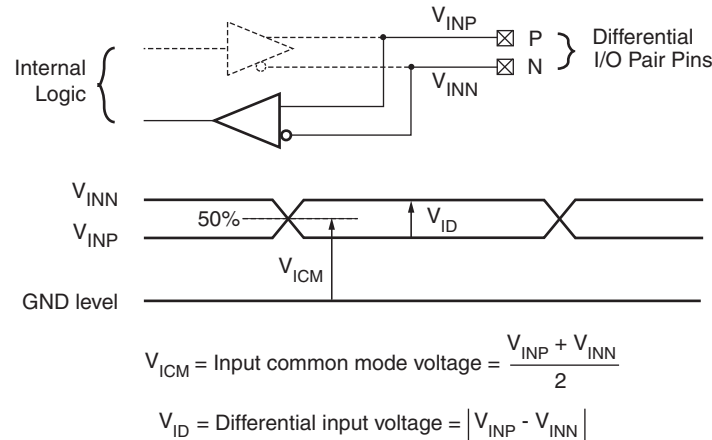 V_INP
Internal Logic
P
N
Differential I/O Pair Pins
V_INN
V_INN
50%
V_INP
V_ID
V_ICM
GND level
V_ICM = Input common mode voltage = (V_INP + V_INN) / 2
V_ID = Differential input voltage = |V_INP - V_INN|